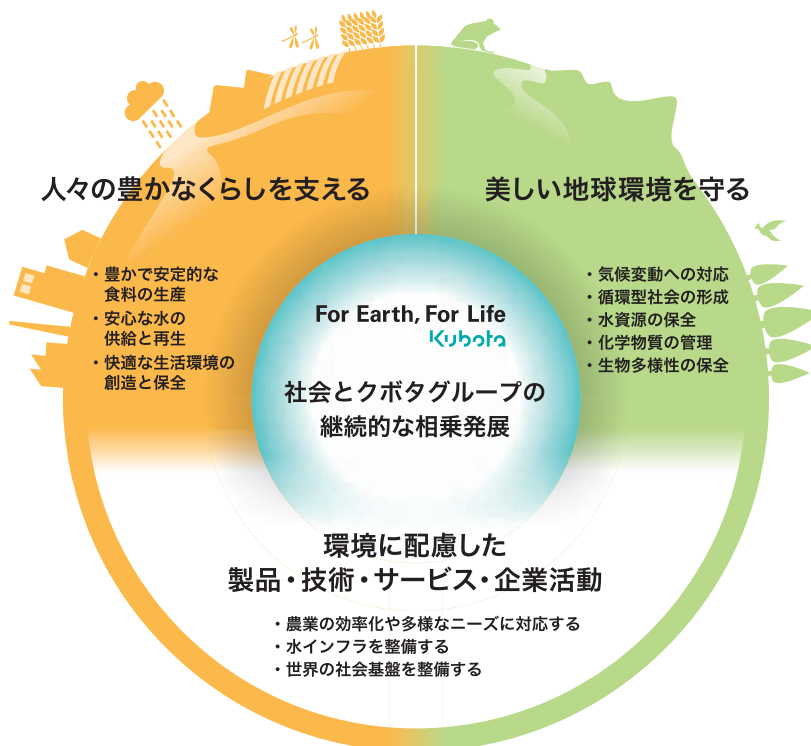 人々の豊かなくらしを支える
・豊かで安定的な
食料の生産
・安心な水の
供給と再生
・快適な生活環境の
創造と保全
美しい地球環境を守る
・気候変動への対応
・循環型社会の形成
・水資源の保全
・化学物質の管理
・生物多様性の保全
For Earth, For Life
Kubota
社会とクボタグループの
継続的な相乗発展
環境に配慮した
製品・技術・サービス・企業活動
・農業の効率化や多様なニーズに対応する
・水インフラを整備する
・世界の社会基盤を整備する